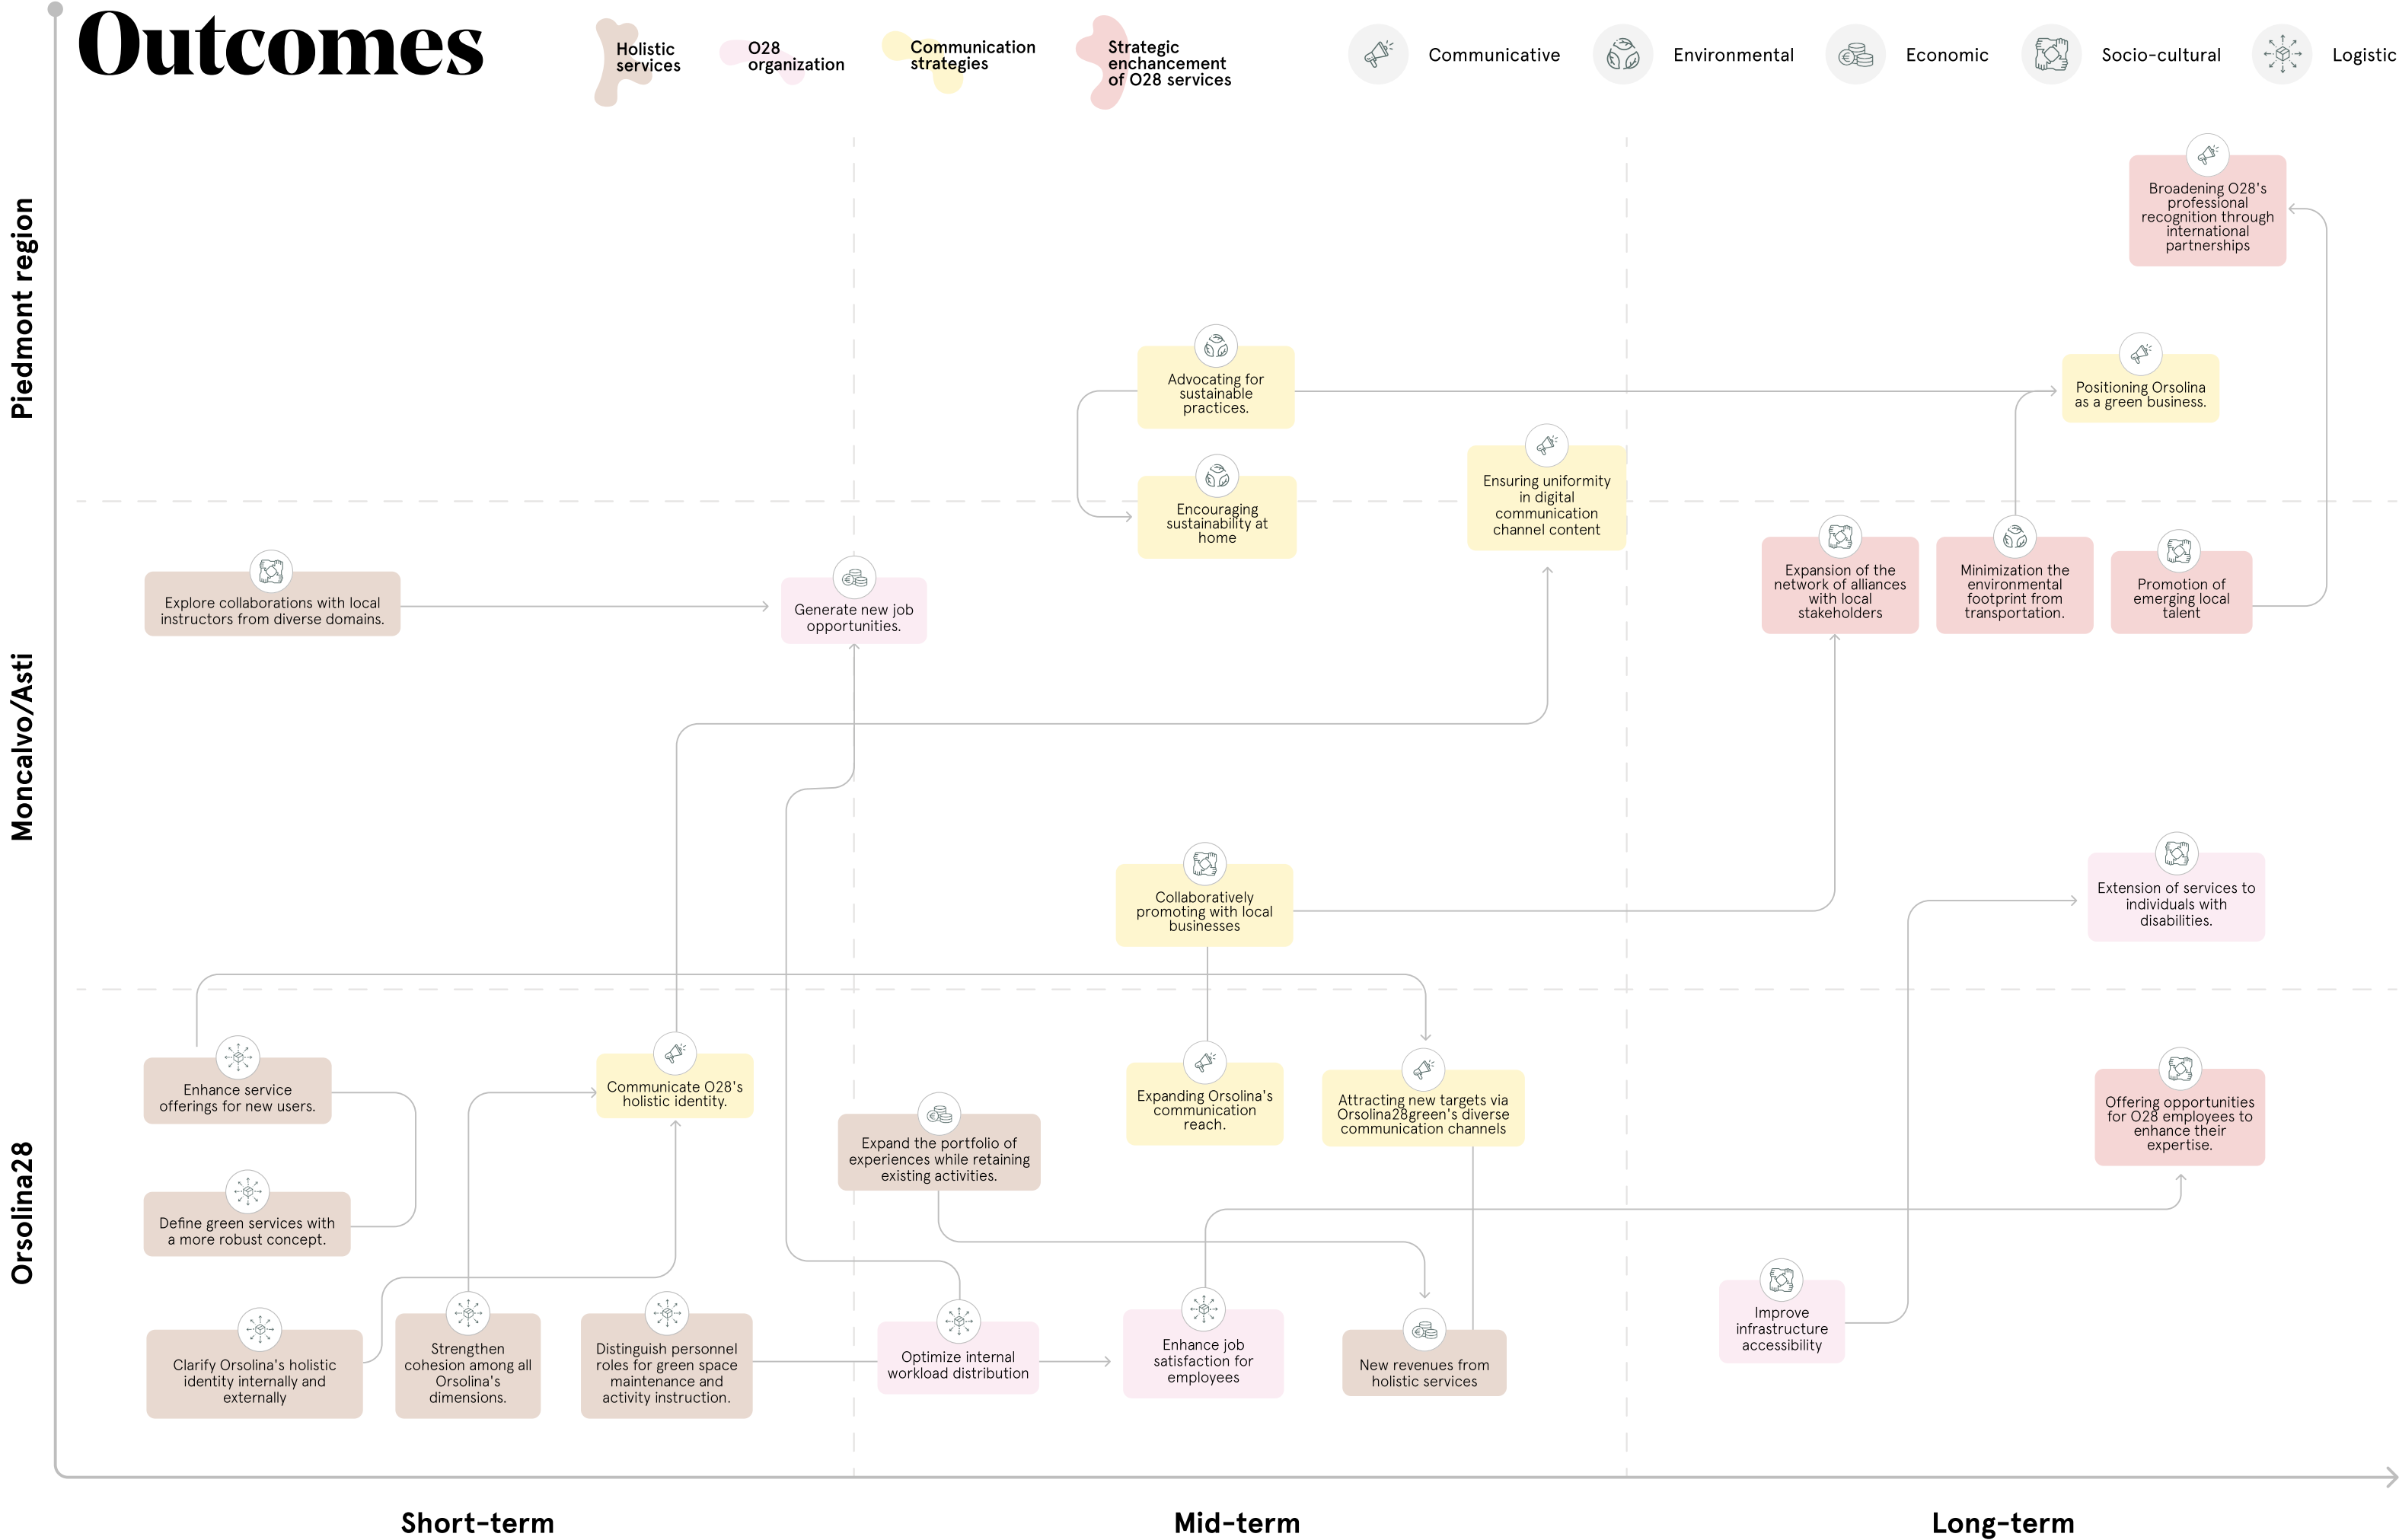 Outcomes
Holistic
services
O28
organization
Communication
strategies
Strategic
enchancement
of O28 services
Communicative
Environmental
Economic
Socio-cultural
Logistic
Piedmont region
Broadening O28's
professional
recognition through
international
partnerships
Advocating for
sustainable
practices.
Positioning Orsolina
as a green business.
Encouraging
sustainability at
home
Ensuring uniformity
in digital
communication
channel content
Moncalvo/Asti
Explore collaborations with local
instructors from diverse domains.
Generate new job
opportunities.
Expansion of the
network of alliances
with local
stakeholders
Minimization the
environmental
footprint from
transportation.
Promotion of
emerging local
talent
Collaboratively
promoting with local
businesses
Extension of services to
individuals with
disabilities.
Orsolina28
Enhance service
offerings for new users.
Communicate O28's
holistic identity.
Expand the portfolio of
experiences while retaining
existing activities.
Expanding Orsolina's
communication
reach.
Attracting new targets via
Orsolina28green's diverse
communication channels
Offering opportunities
for O28 employees to
enhance their
expertise.
Define green services with
a more robust concept.
Clarify Orsolina's holistic
identity internally and
externally
Strengthen
cohesion among all
Orsolina's
dimensions.
Distinguish personnel
roles for green space
maintenance and
activity instruction.
Optimize internal
workload distribution
Enhance job
satisfaction for
employees
New revenues from
holistic services
Improve
infrastructure
accessibility
Short-term
Mid-term
Long-term